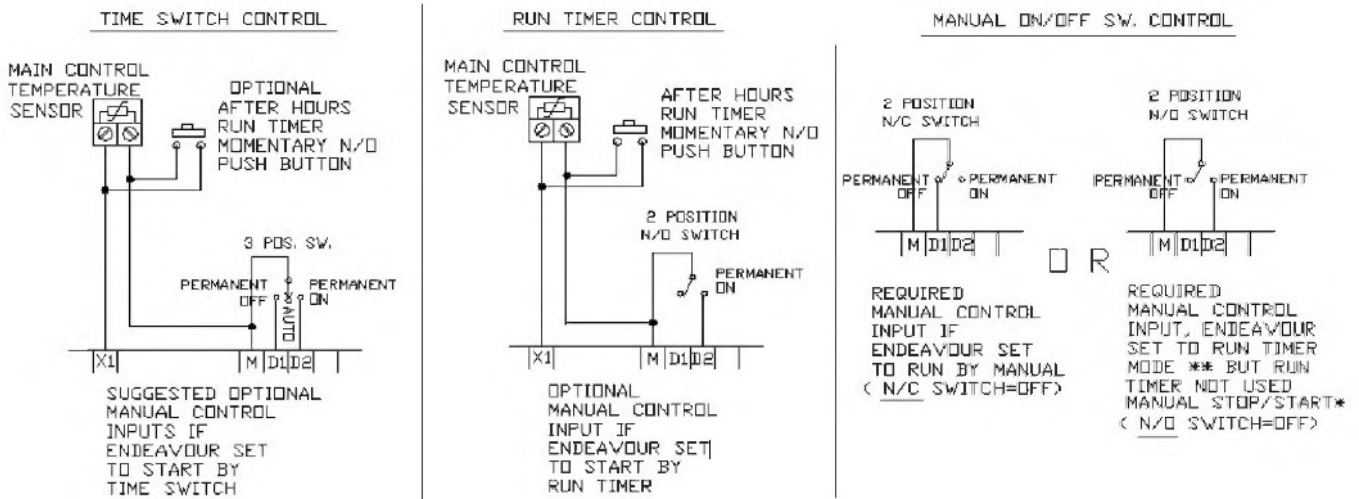 TIME SWITCH CONTROL
MAIN CONTROL
TEMPERATURE
SENSOR
OPTIONAL
AFTER HOURS
RUN TIMER
MOMENTARY N/O
PUSH BUTTON
3 POS. SW.
PERMANENT
OFF
AUTO
PERMANENT
ON
X1
M D1 D2
SUGGESTED OPTIONAL
MANUAL CONTROL
INPUTS IF
ENDEAVOUR SET
TO START BY
TIME SWITCH
RUN TIMER CONTROL
MAIN CONTROL
TEMPERATURE
SENSOR
AFTER HOURS
RUN TIMER
MOMENTARY N/O
PUSH BUTTON
2 POSITION
N/O SWITCH
PERMANENT
ON
X1
M D1 D2
OPTIONAL
MANUAL CONTROL
INPUT IF
ENDEAVOUR SET
TO START BY
RUN TIMER
MANUAL ON/OFF SW. CONTROL
2 POSITION
N/C SWITCH
PERMANENT
OFF
PERMANENT
ON
M D1 D2
REQUIRED
MANUAL CONTROL
INPUT IF
ENDEAVOUR SET
TO RUN BY MANUAL
( N/C SWITCH=OFF)
OR
2 POSITION
N/O SWITCH
PERMANENT
OFF
PERMANENT
ON
M D1 D2
REQUIRED
MANUAL CONTROL
INPUT, ENDEAVOUR
SET TO RUN TIMER
MODE ** BUT RUN
TIMER NOT USED
MANUAL STOP/START*
( N/O SWITCH=OFF)